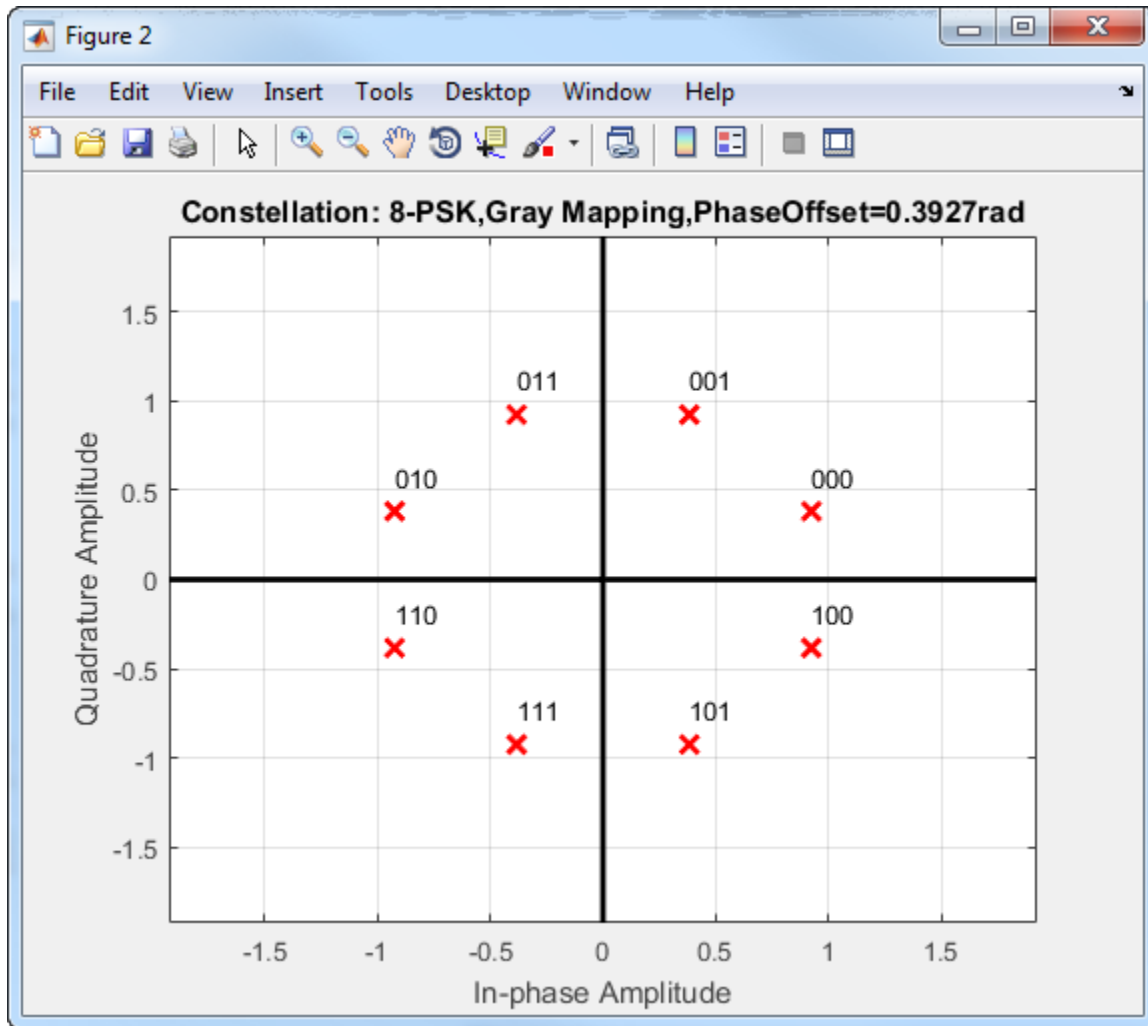 Figure 2
File Edit View Insert Tools Desktop Window Help
Constellation: 8-PSK,Gray Mapping,PhaseOffset=0.3927rad
1.5
011 001
1
010 000
0.5
0
110 100
-0.5
111 101
-1
-1.5
Quadrature Amplitude
-1.5 -1 -0.5 0 0.5 1 1.5
In-phase Amplitude